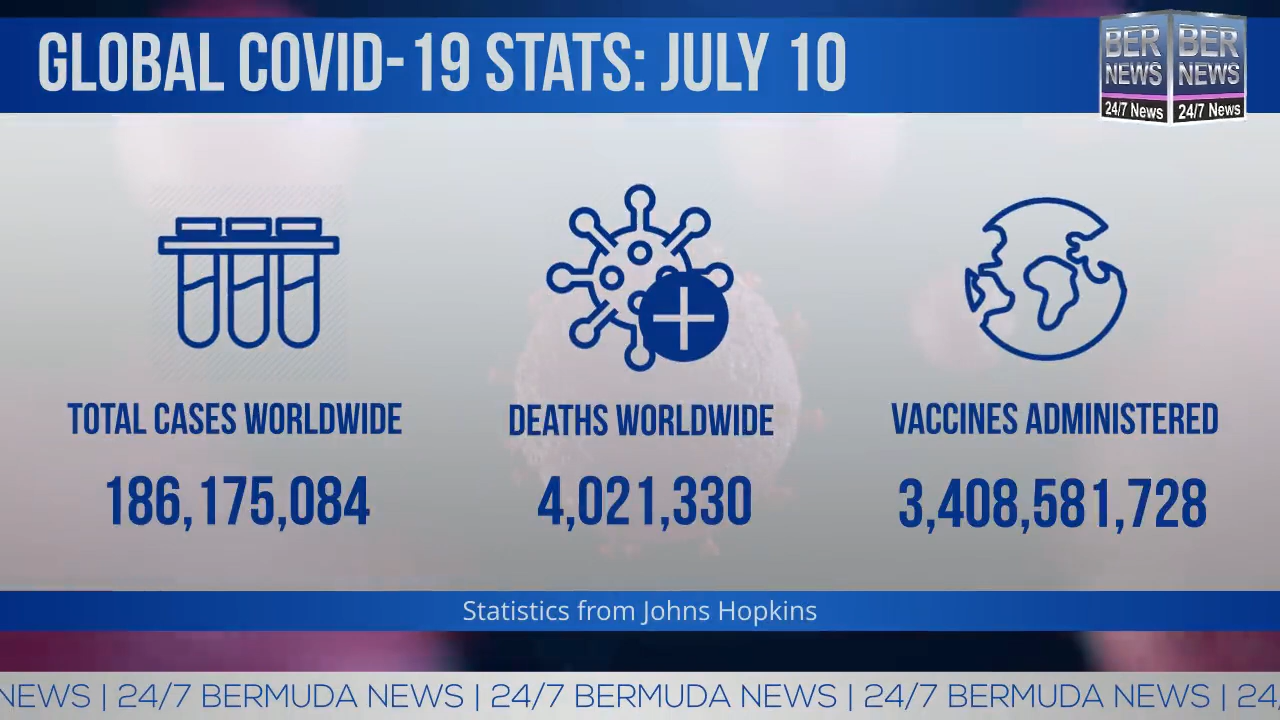 GLOBAL COVID-19 STATS: JULY 10
BER NEWS 24/7 News
BER NEWS 24/7 News
TOTAL CASES WORLDWIDE
186,175,084
DEATHS WORLDWIDE
4,021,330
VACCINES ADMINISTERED
3,408,581,728
Statistics from Johns Hopkins
NEWS | 24/7 BERMUDA NEWS | 24/7 BERMUDA NEWS | 24/7 BERMUDA NEWS | 24/